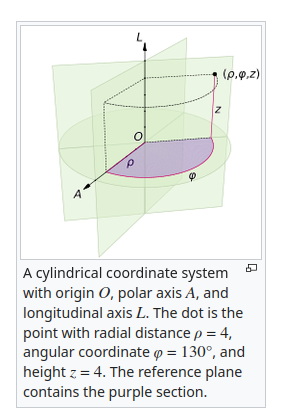 L
(ρ,φ,z)
z
O
ρ
φ
A
A cylindrical coordinate system
with origin O, polar axis A, and
longitudinal axis L. The dot is the
point with radial distance ρ = 4,
angular coordinate φ = 130°, and
height z = 4. The reference plane
contains the purple section.